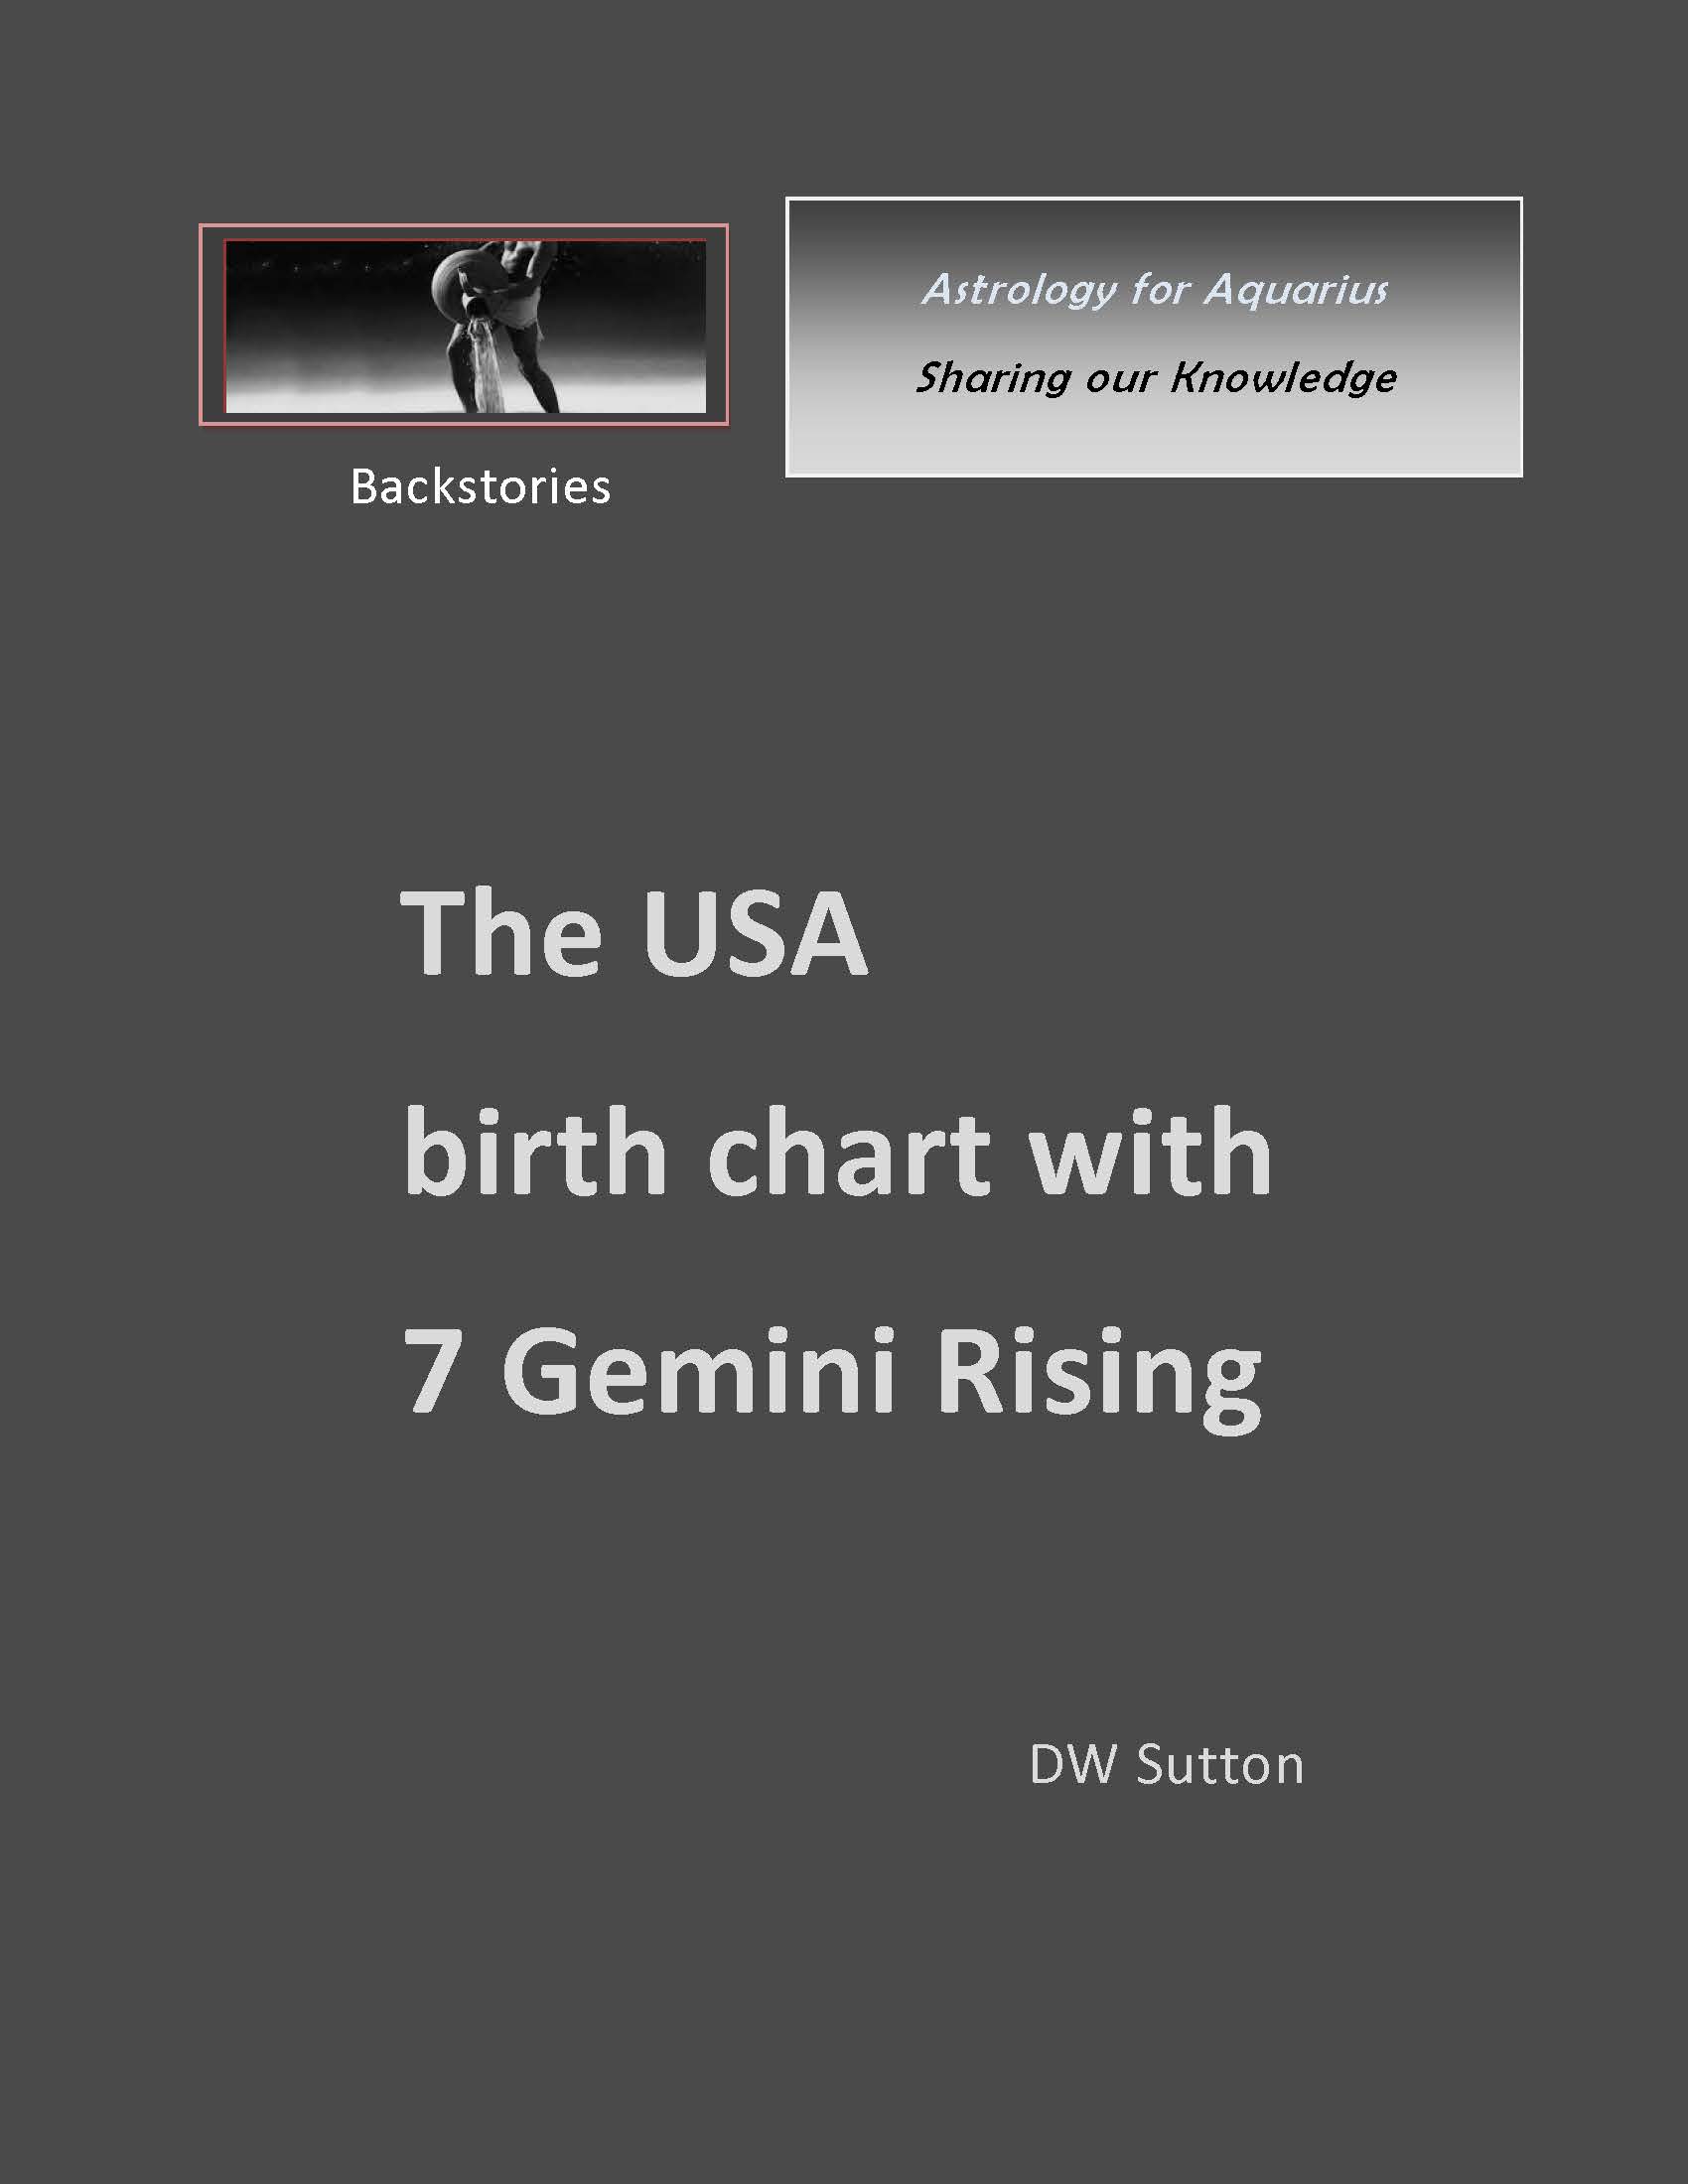 Astrology for Aquarius
Sharing our Knowledge
Backstories
The USA
birth chart with
7 Gemini Rising
DW Sutton